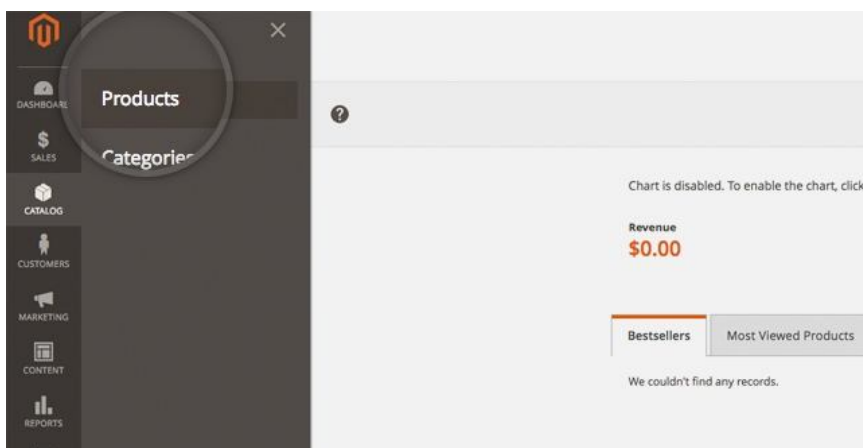 DASHBOARD
SALES
CATALOG
CUSTOMERS
MARKETING
CONTENT
REPORTS
Products
Categories
Chart is disabled. To enable the chart, click
Revenue
$0.00
Bestsellers
Most Viewed Products
We couldn't find any records.